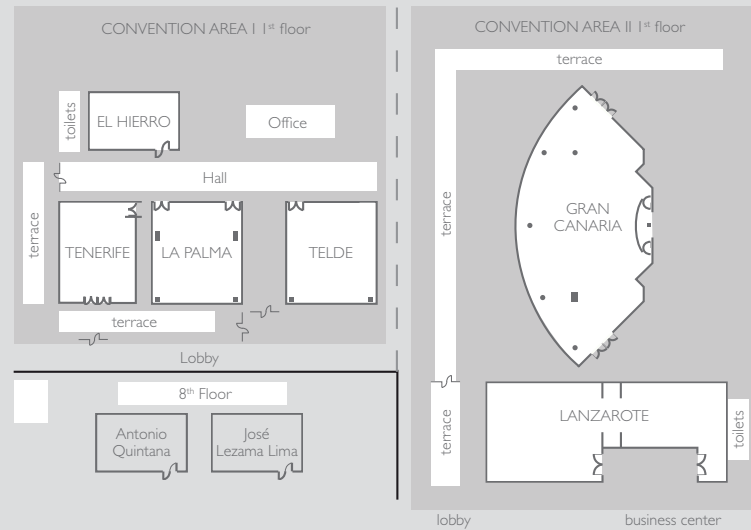 CONVENTION AREA I 1st floor
toilets
EL HIERRO
Office
Hall
terrace
TENERIFE
LA PALMA
TELDE
terrace
Lobby
8th Floor
Antonio
Quintana
José
Lezama Lima
CONVENTION AREA II 1st floor
terrace
terrace
GRAN
CANARIA
terrace
LANZAROTE
toilets
lobby
business center